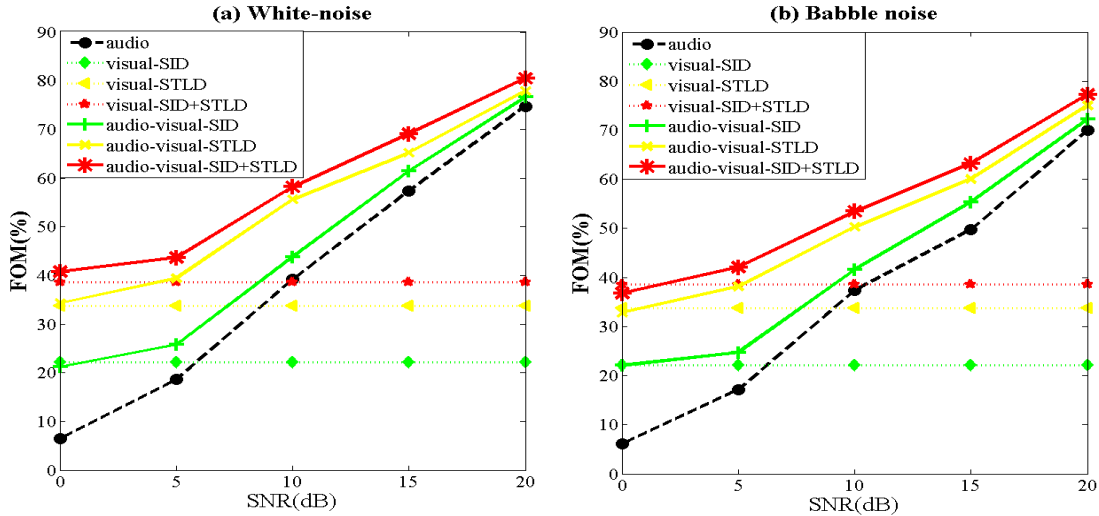 (a) White-noise
90
80
70
60
50
40
30
20
10
0
FOM(%)
audio
visual-SID
visual-STLD
visual-SID+STLD
audio-visual-SID
audio-visual-STLD
audio-visual-SID+STLD
0 5 10 15 20
SNR(dB)
(b) Babble noise
90
80
70
60
50
40
30
20
10
0
FOM(%)
audio
visual-SID
visual-STLD
visual-SID+STLD
audio-visual-SID
audio-visual-STLD
audio-visual-SID+STLD
0 5 10 15 20
SNR(dB)